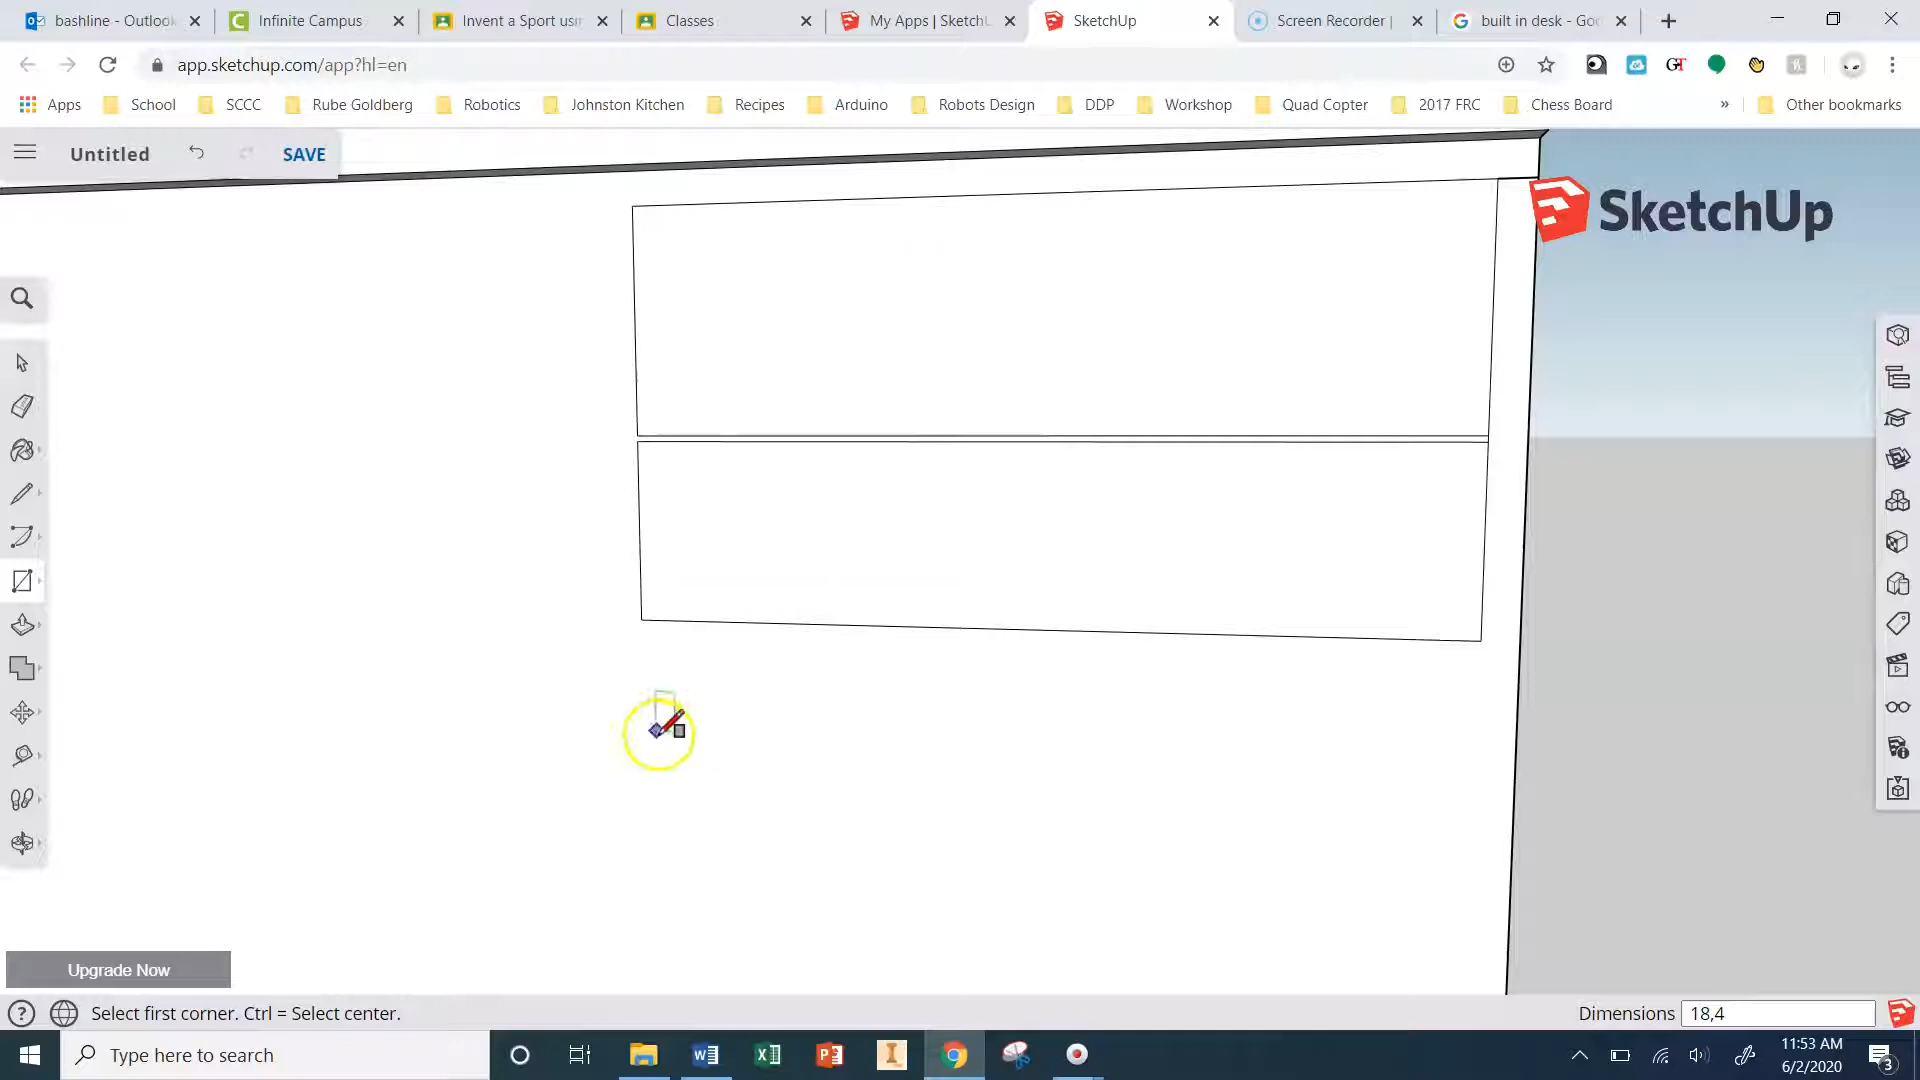 bashline - Outlook
Infinite Campus
Invent a Sport usin
Classes
My Apps | SketchU
SketchUp
Screen Recorder |
built in desk - Goo
app.sketchup.com/app?hl=en
Apps
School
SCCC
Rube Goldberg
Robotics
Johnston Kitchen
Recipes
Arduino
Robots Design
DDP
Workshop
Quad Copter
2017 FRC
Chess Board
»
Other bookmarks
Untitled
SAVE
SketchUp
Upgrade Now
Select first corner. Ctrl = Select center.
Dimensions 18,4
Type here to search
11:53 AM
6/2/2020
3